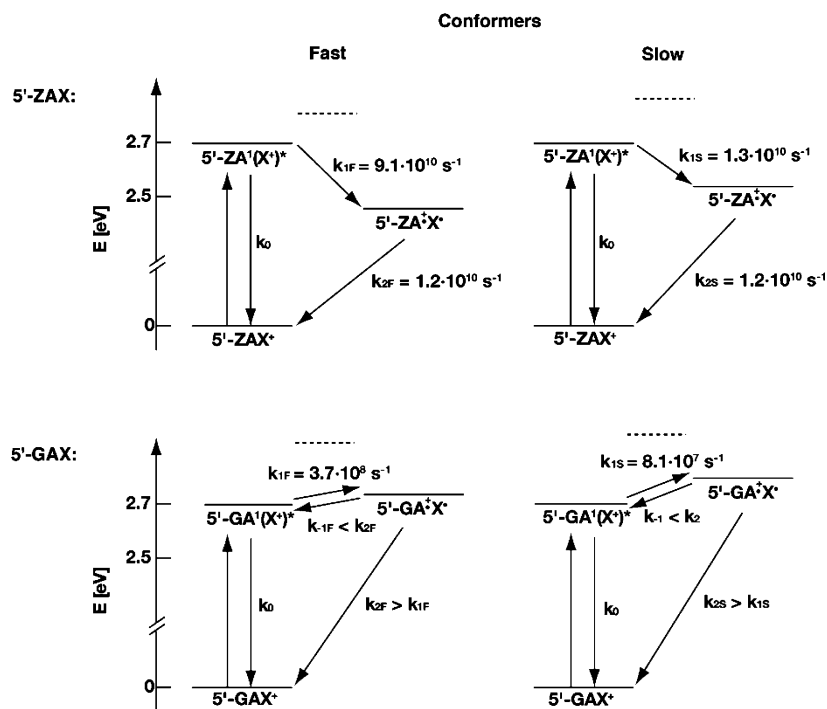 Conformers
Fast
Slow
5'-ZAX:
E [eV]
2.7
2.5
0
5'-ZA¹(X⁺)*
k₁F = 9.1·10¹⁰ s⁻¹
5'-ZA⁺•X•
k₀
k₂F = 1.2·10¹⁰ s⁻¹
5'-ZAX⁺
5'-ZA¹(X⁺)*
k₁S = 1.3·10¹⁰ s⁻¹
5'-ZA⁺•X•
k₀
k₂S = 1.2·10¹⁰ s⁻¹
5'-ZAX⁺
5'-GAX:
E [eV]
2.7
2.5
0
k₁F = 3.7·10⁸ s⁻¹
5'-GA¹(X⁺)*
5'-GA⁺•X•
k₋₁F < k₂F
k₀
k₂F > k₁F
5'-GAX⁺
k₁S = 8.1·10⁷ s⁻¹
5'-GA¹(X⁺)*
5'-GA⁺•X•
k₋₁ < k₂
k₀
k₂S > k₁S
5'-GAX⁺